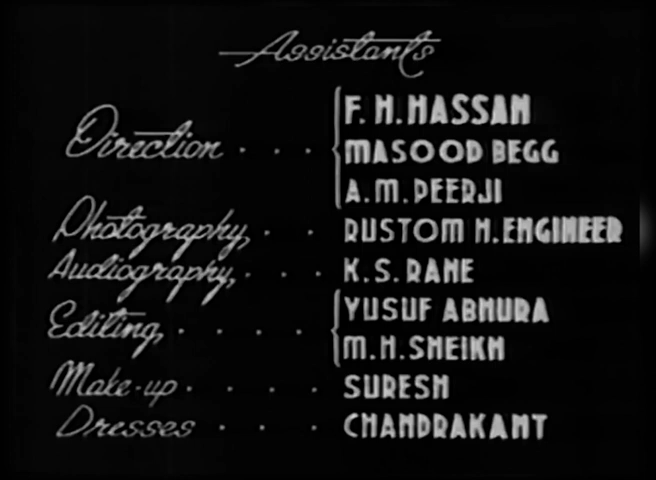 Assistants
Direction . . . F. H. HASSAN
MASOOD BEGG
A. M. PEERJI
Photography, . . RUSTOM H. ENGINEER
Audiography, . . . K. S. RANE
Editing, . . . . YUSUF ABHURA
M. H. SHEIKH
Make-up . . . . SURESH
Dresses . . . CHANDRAKANT